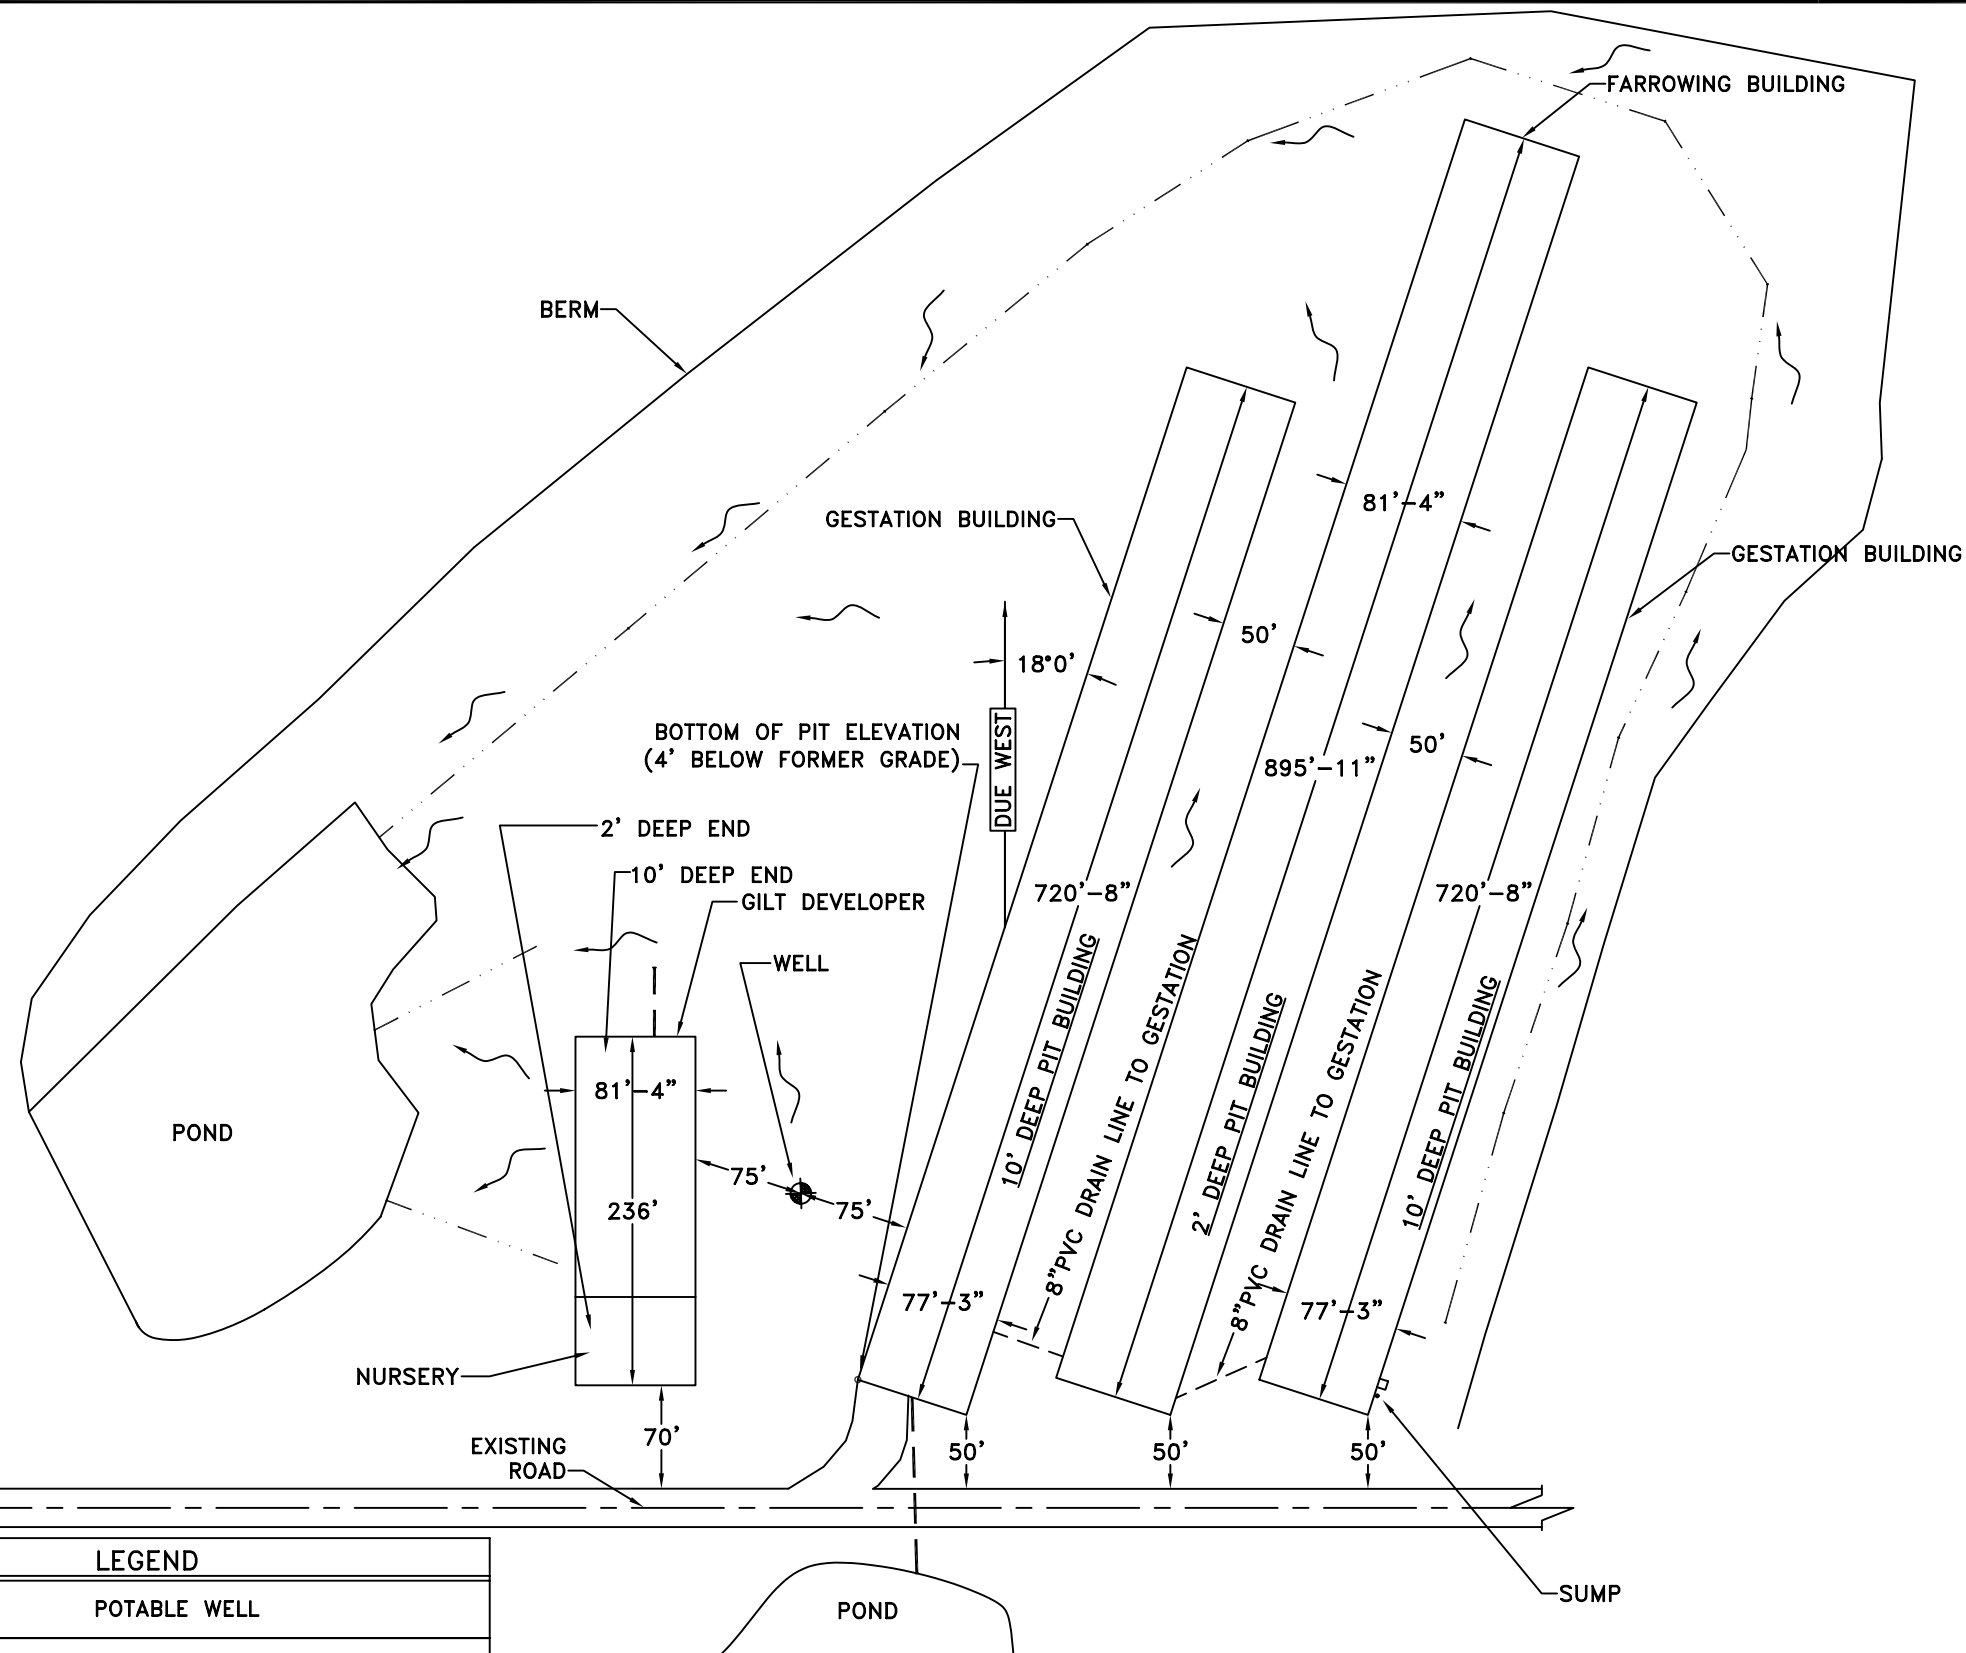 FARROWING BUILDING
BERM
81'-4"
GESTATION BUILDING
GESTATION BUILDING
50'
18°0'
BOTTOM OF PIT ELEVATION
(4' BELOW FORMER GRADE)
DUE WEST
50'
895'-11"
2' DEEP END
10' DEEP END
GILT DEVELOPER
720'-8"
720'-8"
WELL
10' DEEP PIT BUILDING
8"PVC DRAIN LINE TO GESTATION
2' DEEP PIT BUILDING
8"PVC DRAIN LINE TO GESTATION
10' DEEP PIT BUILDING
81'-4"
POND
75'
75'
236'
77'-3"
77'-3"
NURSERY
70'
EXISTING
ROAD
50'
50'
50'
LEGEND
POTABLE WELL
POND
SUMP